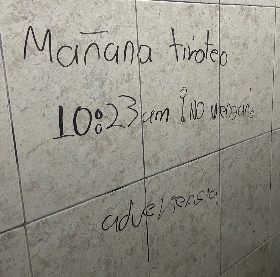 Mañana tiroteo
10:23 am ¡No vengan!
advertencia